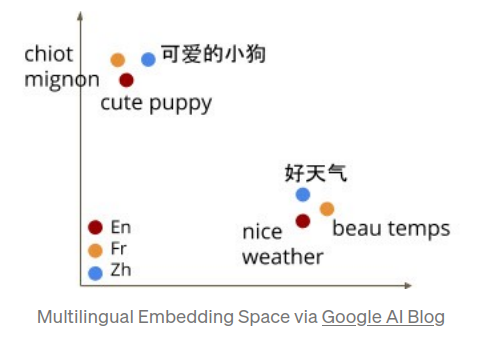 chiot
mignon
可爱的小狗
cute puppy
好天气
nice
weather
beau temps
En
Fr
Zh
Multilingual Embedding Space via Google AI Blog